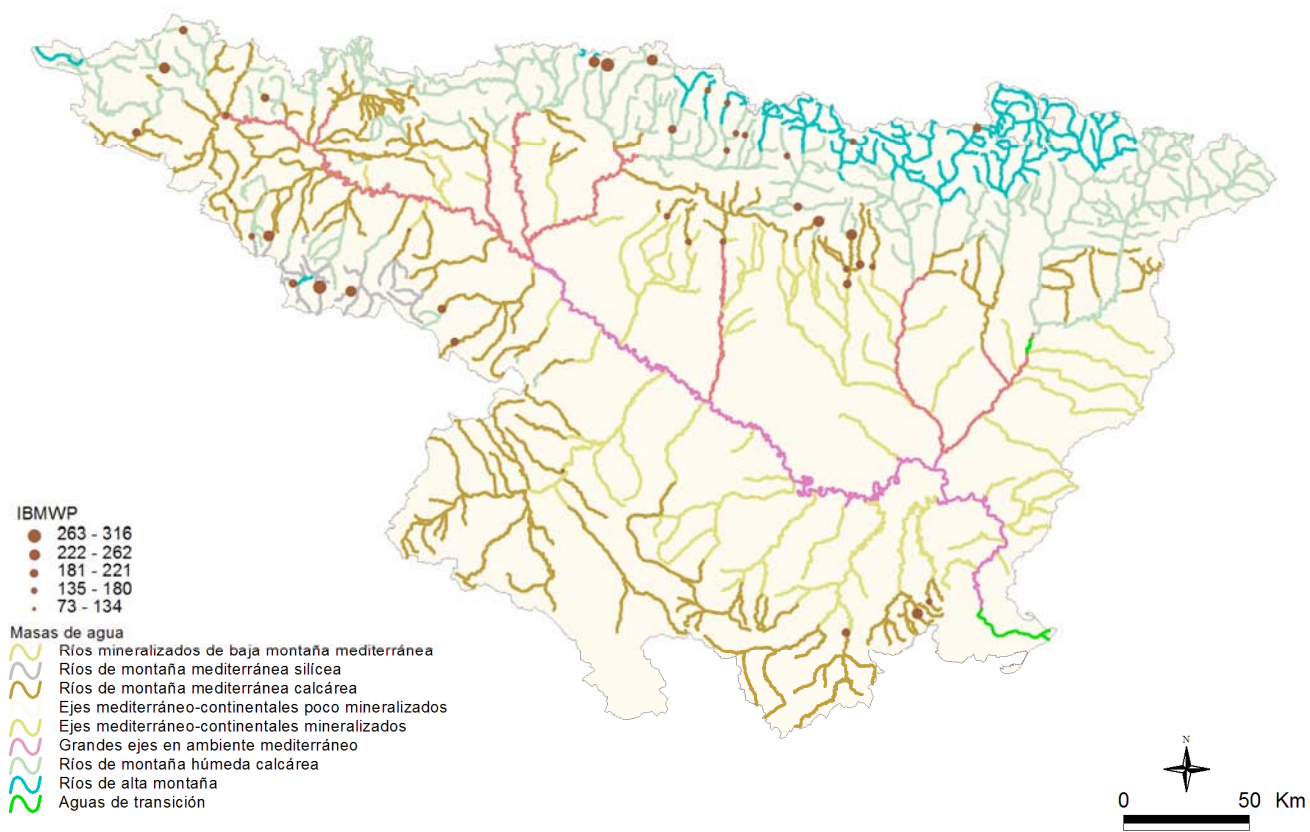 IBMWP
263 - 316
222 - 262
181 - 221
135 - 180
73 - 134
Masas de agua
Ríos mineralizados de baja montaña mediterránea
Ríos de montaña mediterránea silícea
Ríos de montaña mediterránea calcárea
Ejes mediterráneo-continentales poco mineralizados
Ejes mediterráneo-continentales mineralizados
Grandes ejes en ambiente mediterráneo
Ríos de montaña húmeda calcárea
Ríos de alta montaña
Aguas de transición
N
0 50 Km